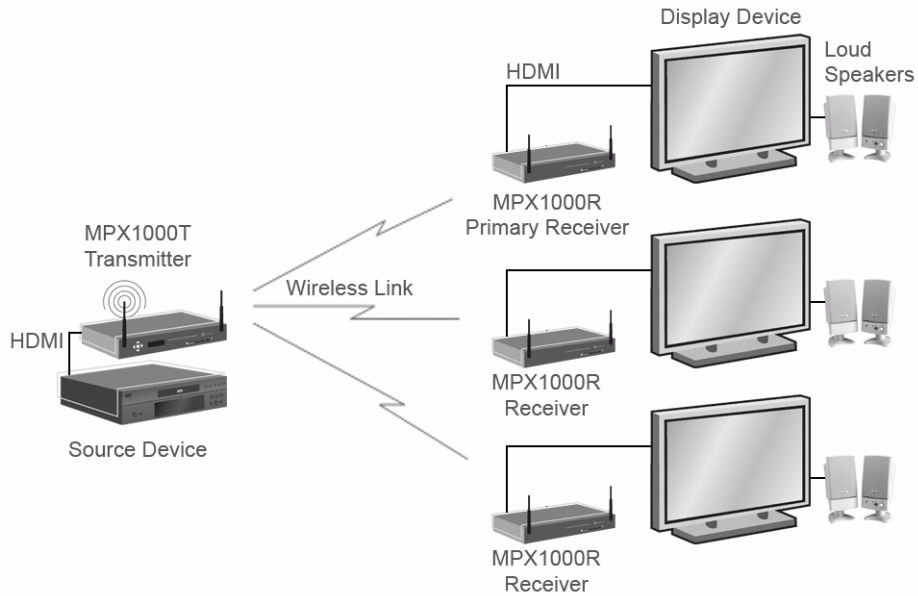 Display Device
HDMI
Loud
Speakers
MPX1000R
Primary Receiver
MPX1000T
Transmitter
Wireless Link
HDMI
Source Device
MPX1000R
Receiver
MPX1000R
Receiver